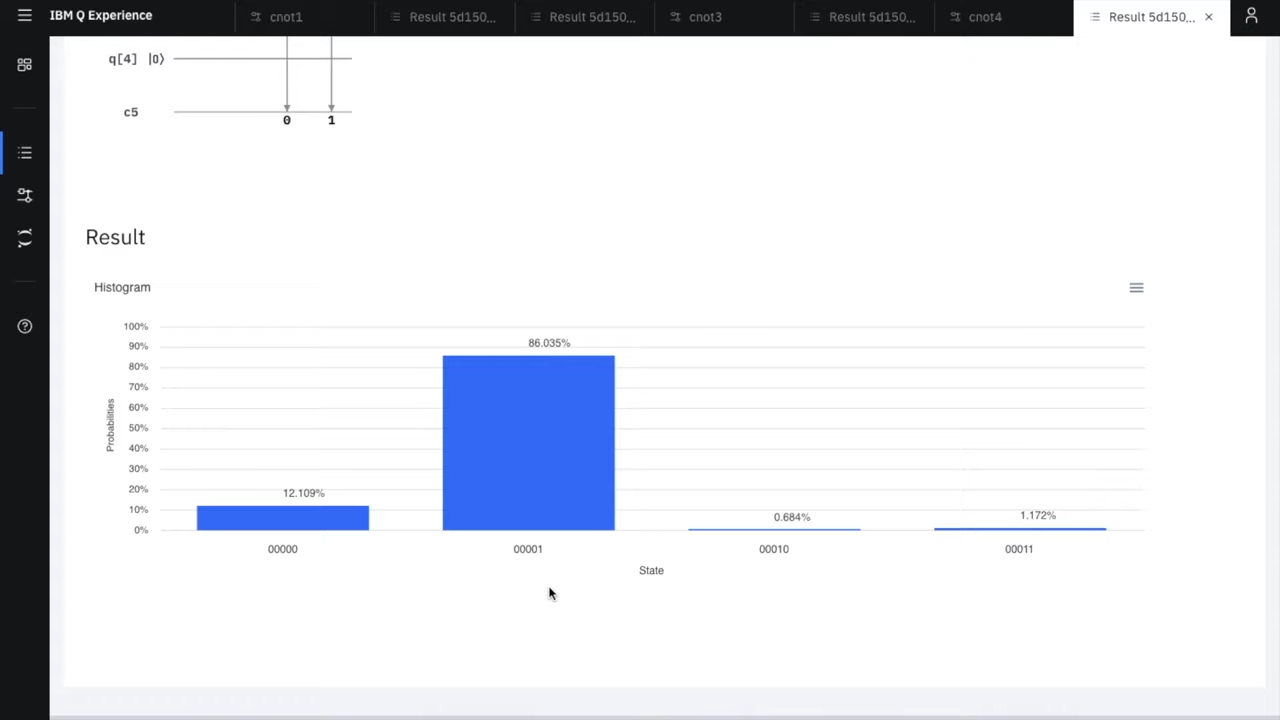 IBM Q Experience
cnot1
Result 5d150...
Result 5d150...
cnot3
Result 5d150...
cnot4
Result 5d150...
q[4] |0⟩
c5
0 1
Result
Histogram
100%
90%
80%
70%
60%
50%
40%
30%
20%
10%
0%
Probabilities
12.109%
86.035%
0.684%
1.172%
00000
00001
00010
00011
State